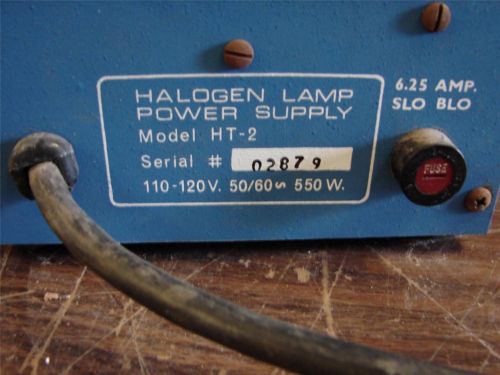 HALOGEN LAMP
POWER SUPPLY
Model HT-2
Serial # 02879
110-120V. 50/60∿ 550W.
6.25 AMP.
SLO BLO
FUSE